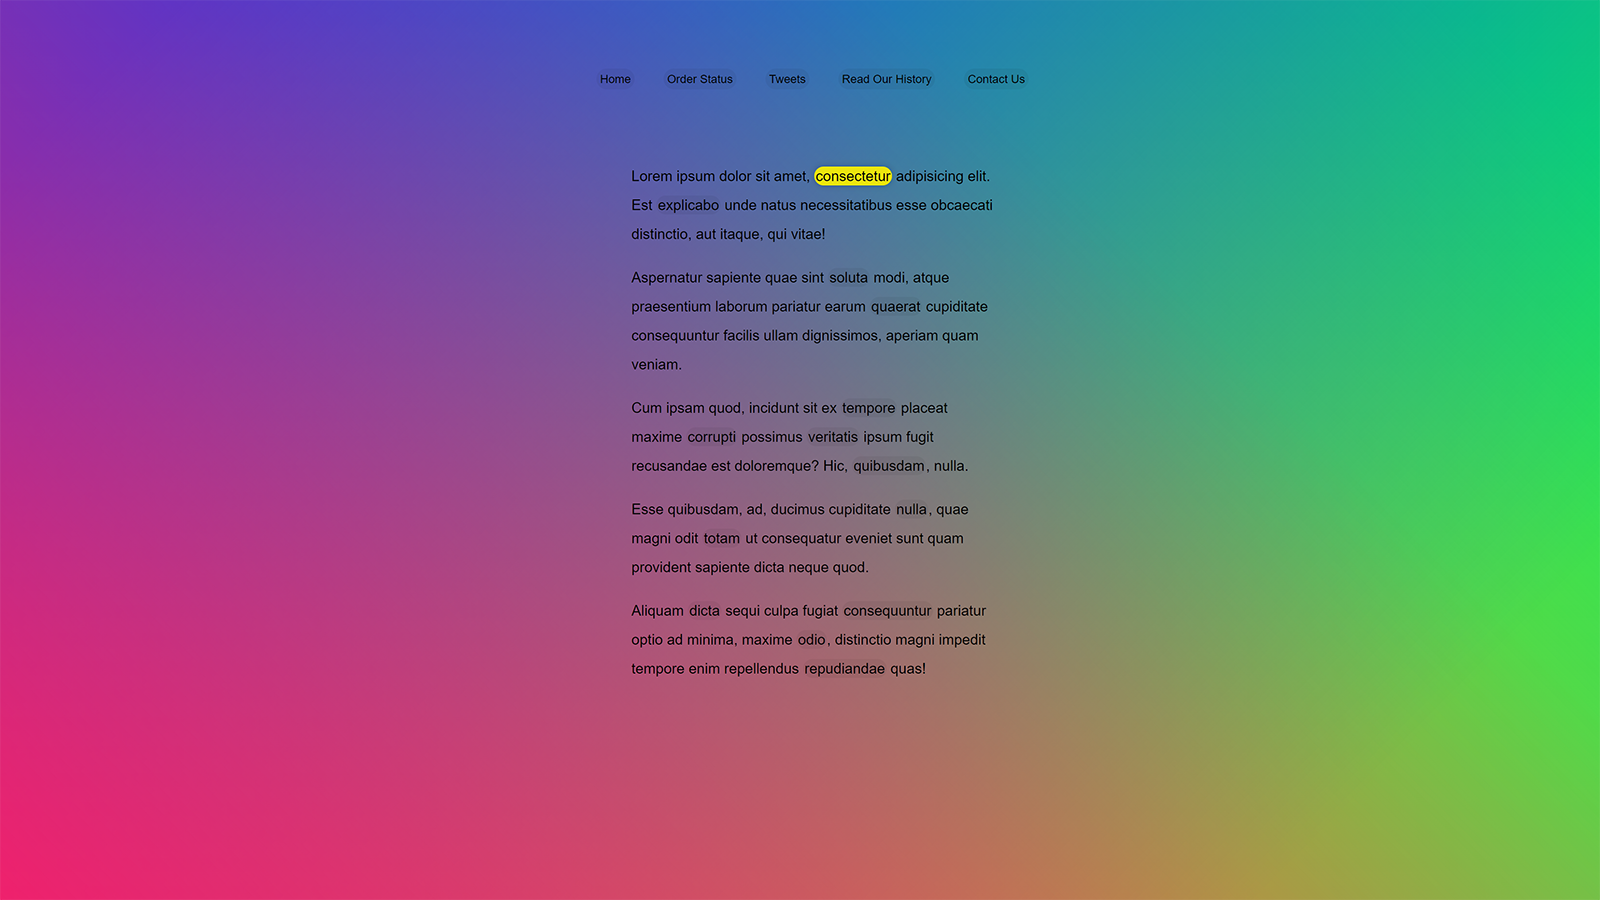 Home Order Status Tweets Read Our History Contact Us
Lorem ipsum dolor sit amet, consectetur adipisicing elit.
Est explicabo unde natus necessitatibus esse obcaecati
distinctio, aut itaque, qui vitae!
Aspernatur sapiente quae sint soluta modi, atque
praesentium laborum pariatur earum quaerat cupiditate
consequuntur facilis ullam dignissimos, aperiam quam
veniam.
Cum ipsam quod, incidunt sit ex tempore placeat
maxime corrupti possimus veritatis ipsum fugit
recusandae est doloremque? Hic, quibusdam, nulla.
Esse quibusdam, ad, ducimus cupiditate nulla, quae
magni odit totam ut consequatur eveniet sunt quam
provident sapiente dicta neque quod.
Aliquam dicta sequi culpa fugiat consequuntur pariatur
optio ad minima, maxime odio, distinctio magni impedit
tempore enim repellendus repudiandae quas!